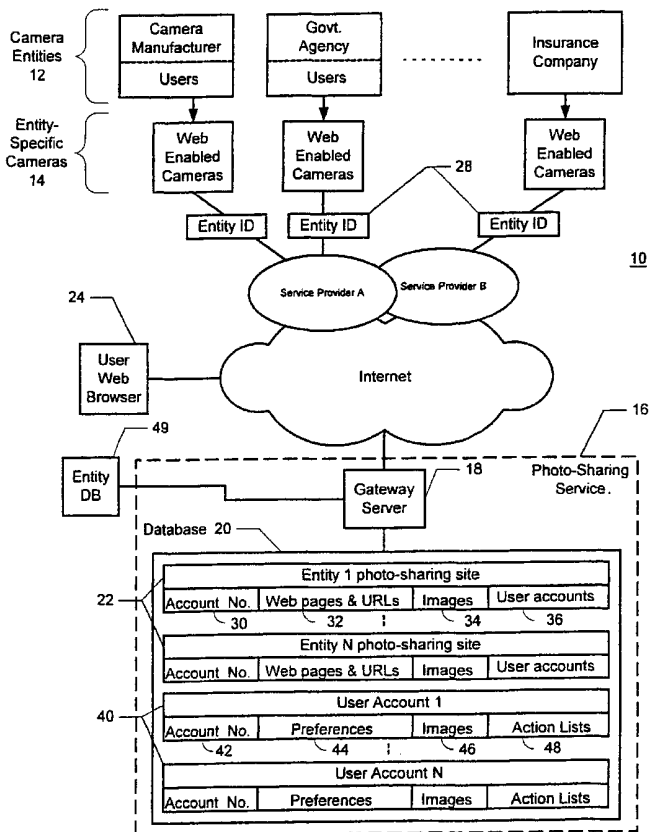 Camera
Entities
12
Camera
Manufacturer
Users
Govt.
Agency
Users
Insurance
Company
Entity-
Specific
Cameras
14
Web
Enabled
Cameras
Web
Enabled
Cameras
Web
Enabled
Cameras
28
Entity ID
Entity ID
Entity ID
10
Service Provider A
Service Provider B
24
User
Web
Browser
Internet
49
Entity
DB
16
18
Photo-Sharing
Service.
Gateway
Server
Database 20
Entity 1 photo-sharing site
22
Account No. Web pages & URLs Images User accounts
30 32 34 36
Entity N photo-sharing site
Account No. Web pages & URLs Images User accounts
User Account 1
40
Account No. Preferences Images Action Lists
42 44 46 48
User Account N
Account No. Preferences Images Action Lists